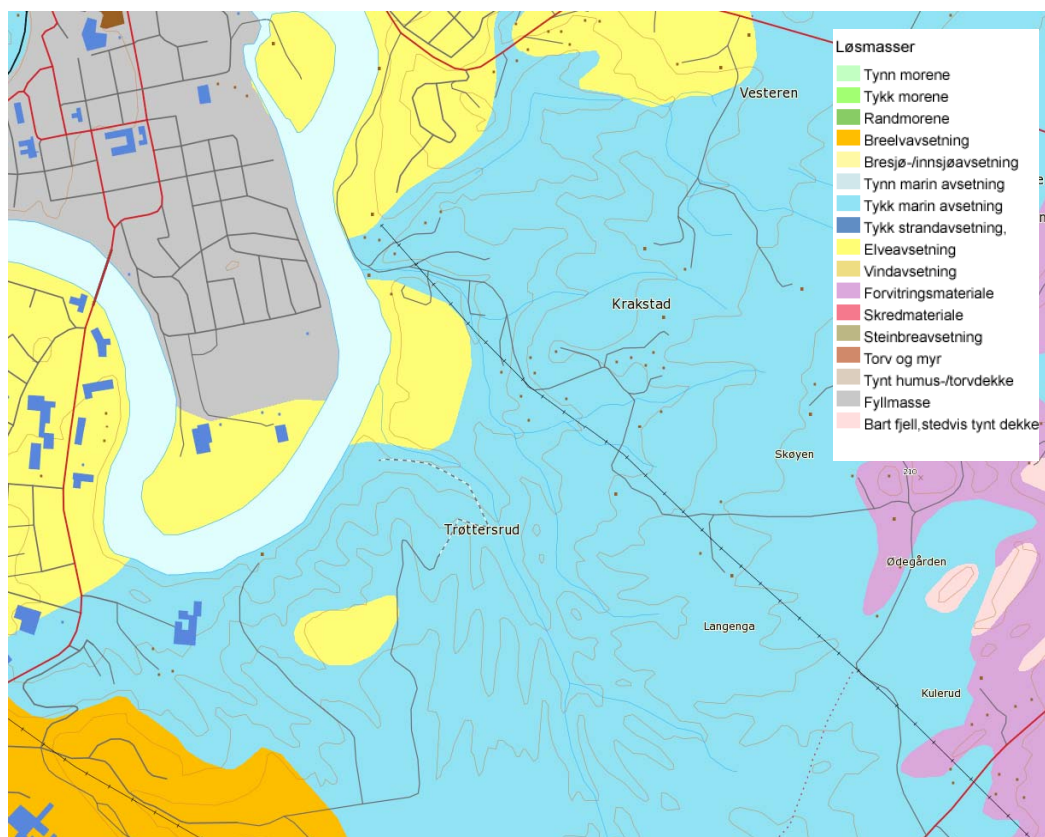 Løsmasser
Tynn morene
Tykk morene
Randmorene
Breelvavsetning
Bresjø-/innsjøavsetning
Tynn marin avsetning
Tykk marin avsetning
Tykk strandavsetning,
Elveavsetning
Vindavsetning
Forvitringsmateriale
Skredmateriale
Steinbreavsetning
Torv og myr
Tynt humus-/torvdekke
Fyllmasse
Bart fjell,stedvis tynt dekke
Vesteren
Krakstad
Skøyen
210
Trøttersrud
Ødegården
Langenga
Kulerud